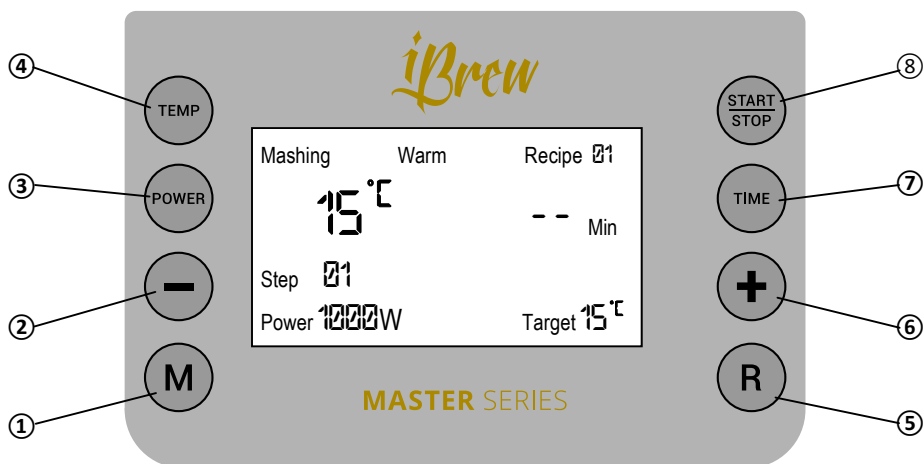 iBrew
④ TEMP
START
STOP ⑧
Mashing Warm Recipe 01
③ POWER
15°C
-- Min
TIME ⑦
② −
Step 01
+ ⑥
Power 1000W Target 15°C
① M
R ⑤
MASTER SERIES